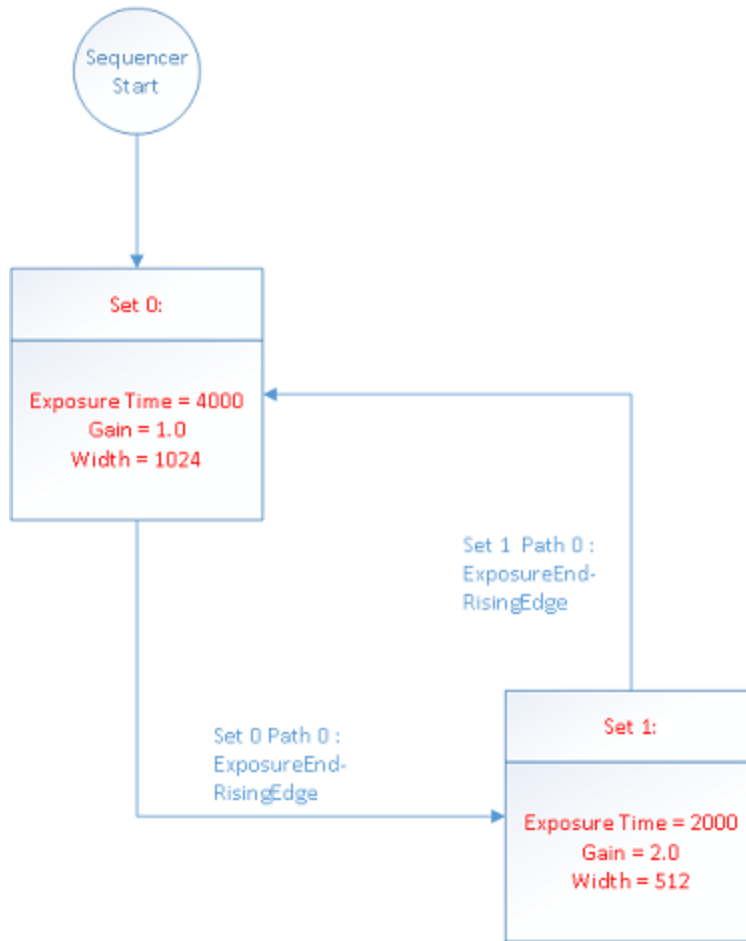 Sequencer
Start
Set 0:
Exposure Time = 4000
Gain = 1.0
Width = 1024
Set 1 Path 0 :
ExposureEnd-
RisingEdge
Set 0 Path 0 :
ExposureEnd-
RisingEdge
Set 1:
Exposure Time = 2000
Gain = 2.0
Width = 512